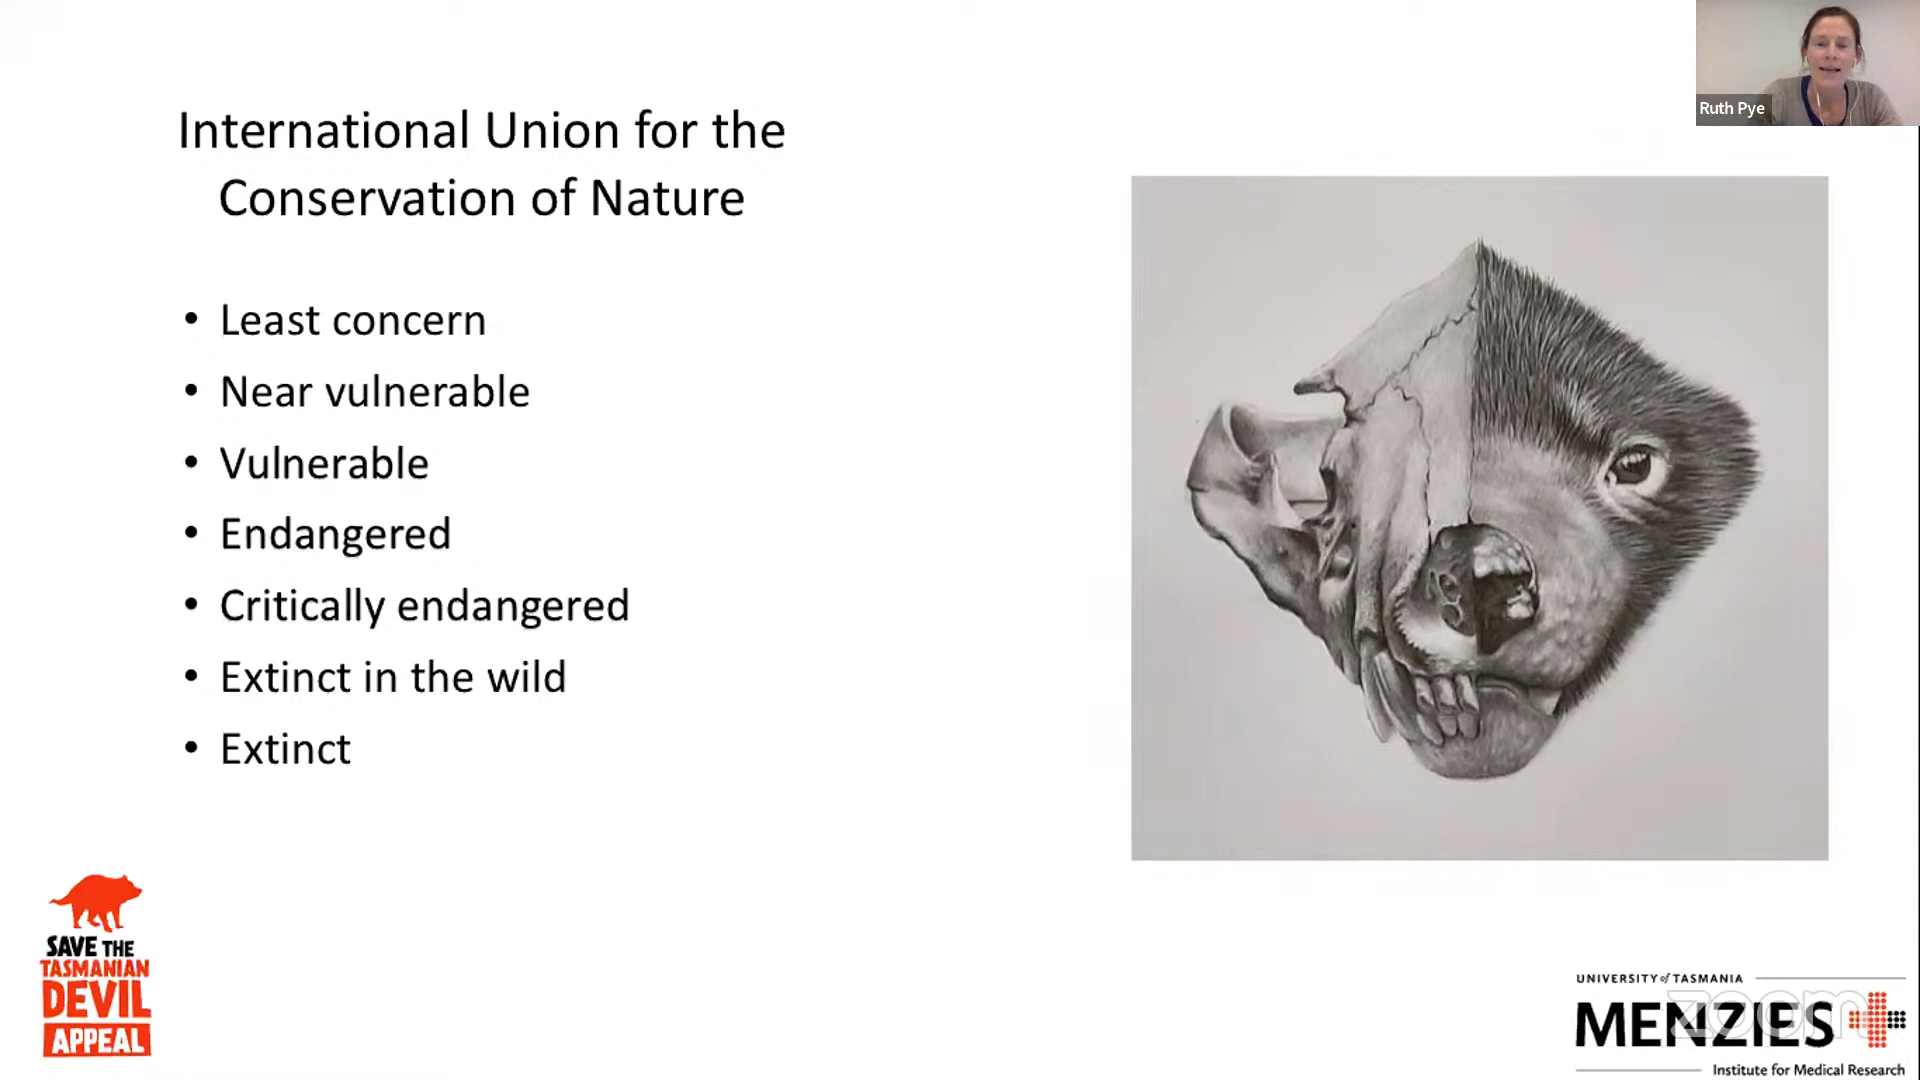 Ruth Pye
International Union for the
Conservation of Nature
• Least concern
• Near vulnerable
• Vulnerable
• Endangered
• Critically endangered
• Extinct in the wild
• Extinct
SAVE THE
TASMANIAN
DEVIL
APPEAL
UNIVERSITY of TASMANIA
zoom
MENZIES
Institute for Medical Research